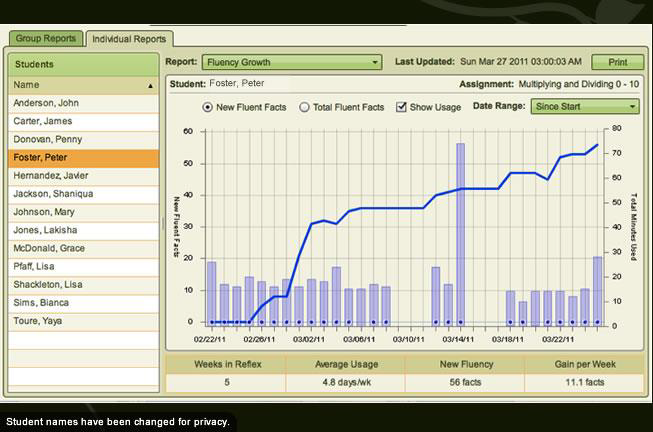 Group Reports Individual Reports
Students Report: Fluency Growth Last Updated: Sun Mar 27 2011 03:00:03 AM Print
Name Student: Foster, Peter Assignment: Multiplying and Dividing 0 - 10
Anderson, John New Fluent Facts Total Fluent Facts Show Usage Date Range: Since Start
Carter, James
Donovan, Penny
Foster, Peter
Hernandez, Javier
Jackson, Shaniqua
Johnson, Mary
Jones, Lakisha
McDonald, Grace
Pfaff, Lisa
Shackleton, Lisa
Sims, Bianca
Toure, Yaya
New Fluent Facts
60
50
40
30
20
10
0
80
70
60
50
40
30
20
10
0
Total Minutes Used
02/22/11 02/26/11 03/02/11 03/06/11 03/10/11 03/14/11 03/18/11 03/22/11
Weeks in Reflex Average Usage New Fluency Gain per Week
5 4.8 days/wk 56 facts 11.1 facts
Student names have been changed for privacy.